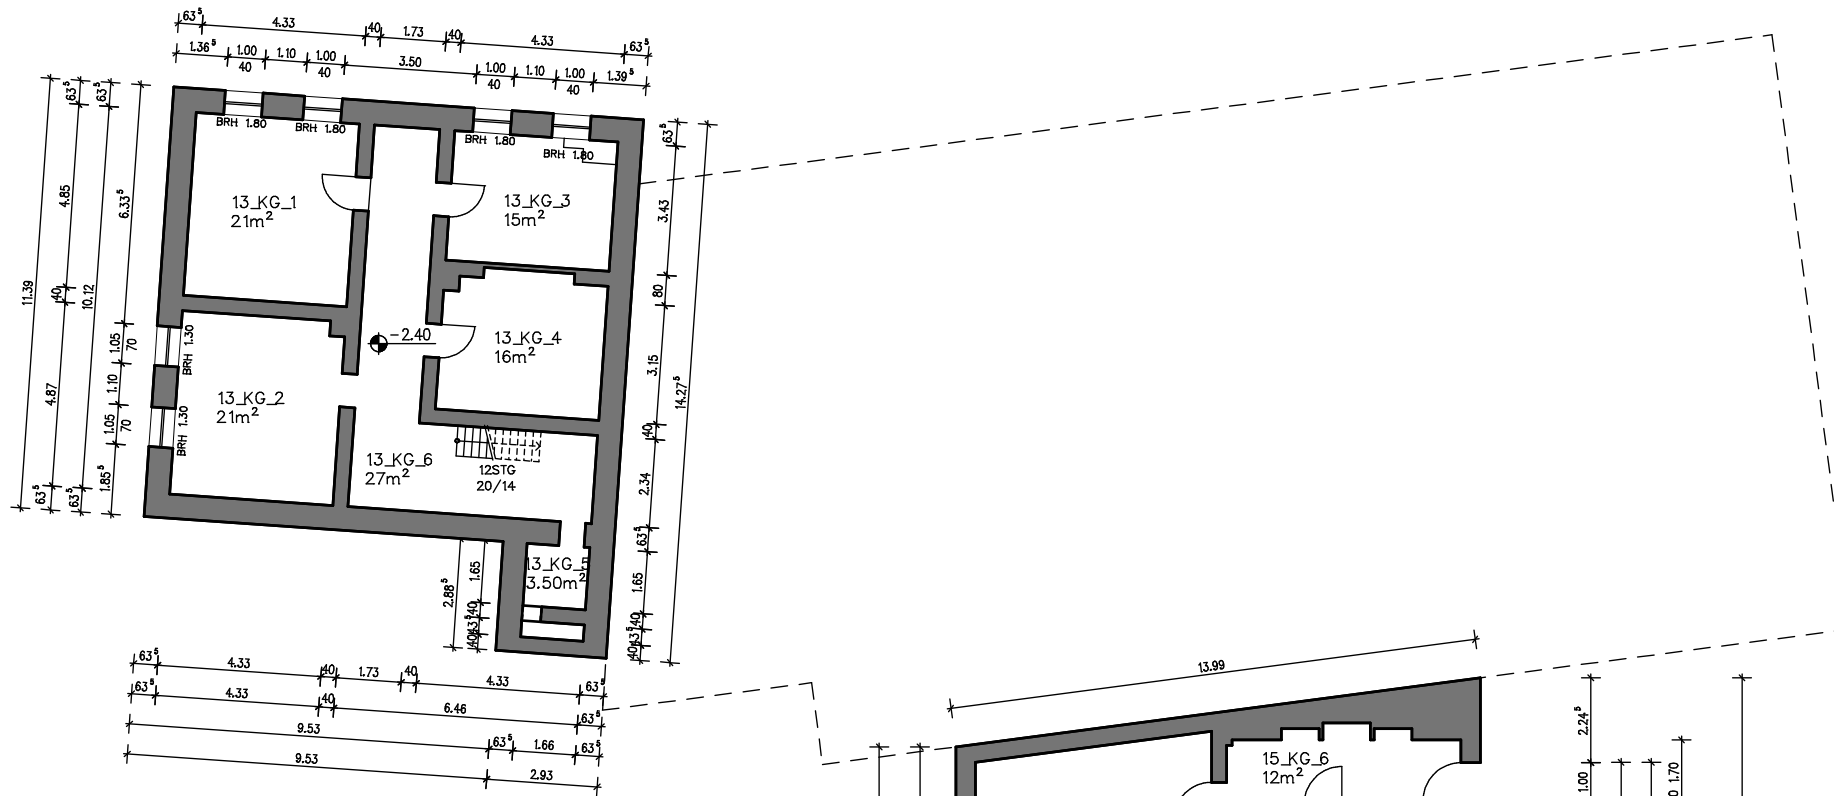 63⁵ 4.33 40 1.73 40 4.33 63⁵
1.36⁵ 1.00 1.10 1.00 3.50 1.00 1.10 1.00 1.39⁵
40 40 40 40
BRH 1.80
BRH 1.80
BRH 1.80
BRH 1.80
11.39
63⁵ 4.85 40 4.87 63⁵
63⁵ 10.12 63⁵
6.33⁵ 1.05 1.10 1.05 1.85⁵
70 70
BRH 1.30
BRH 1.30
13_KG_1
21m²
13_KG_3
15m²
13_KG_4
16m²
-2.40
13_KG_2
21m²
13_KG_6
27m²
12STG
20/14
13_KG_5
3.50m²
63⁵ 3.43 80 3.15 40 2.34 63⁵ 1.65 40 43⁵ 40
14.27⁵
2.88⁵
1.65 40 43⁵ 40
63⁵ 4.33 40 1.73 40 4.33 63⁵
63⁵ 4.33 40 6.46 63⁵
9.53 63⁵ 1.66 63⁵
9.53 2.93
13.99
15_KG_6
12m²
2.24⁵
1.00
1.70